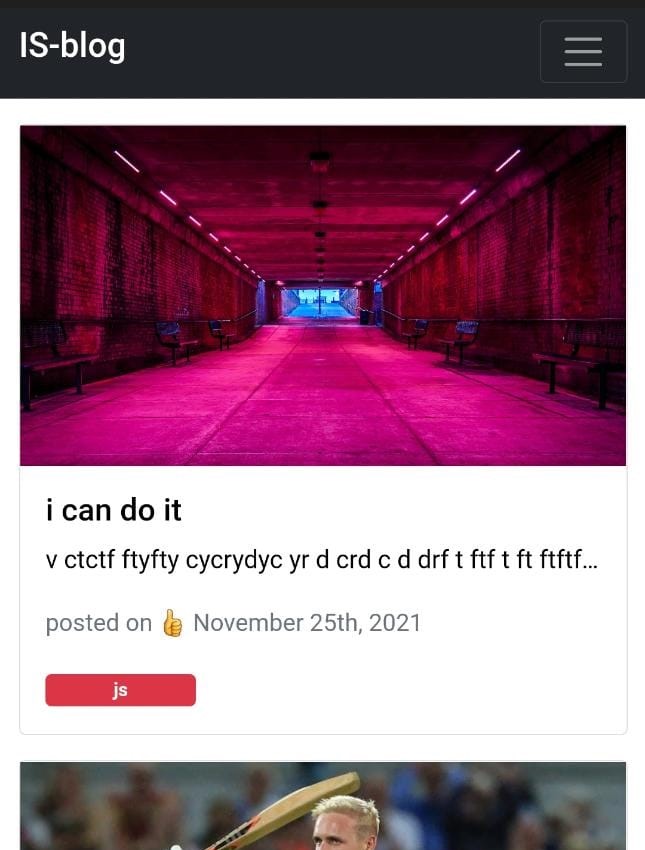 IS-blog
i can do it
v ctctf ftyfty cycrydyc yr d crd c d drf t ftf t ft ftftf...
posted on 👍 November 25th, 2021
js